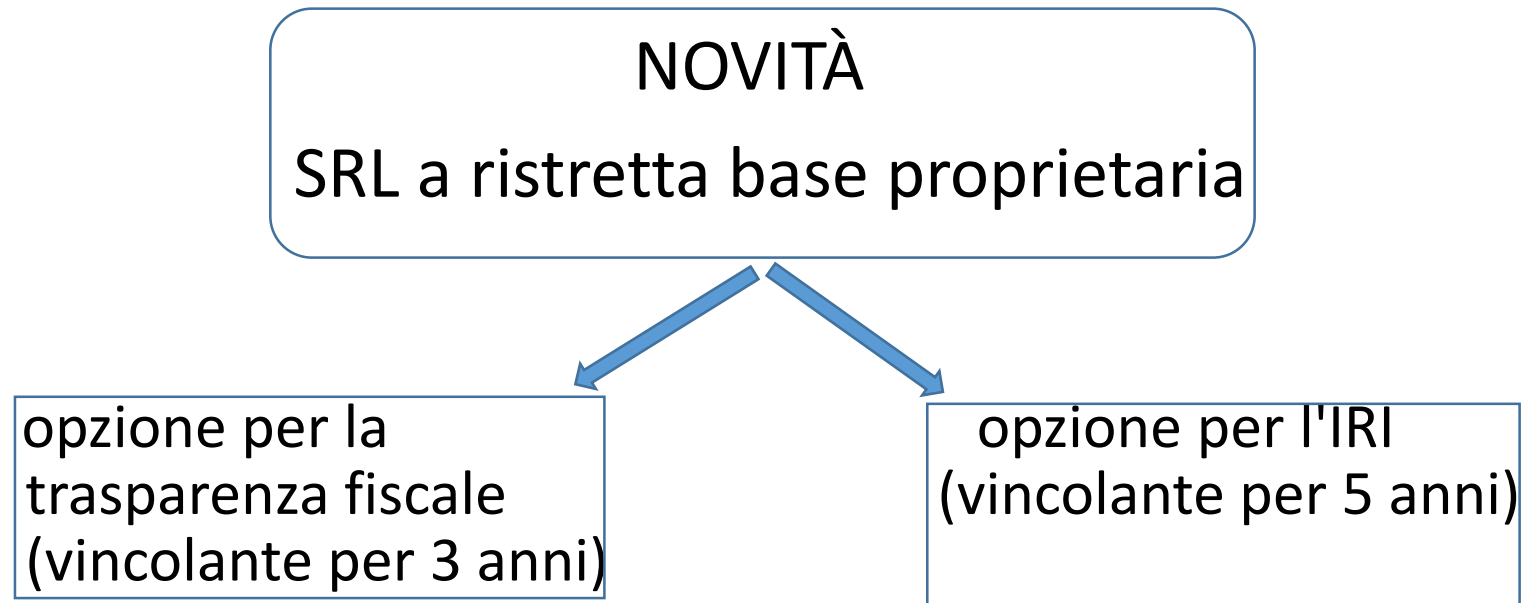 NOVITÀ
SRL a ristretta base proprietaria
opzione per la
trasparenza fiscale
(vincolante per 3 anni)
opzione per l'IRI
(vincolante per 5 anni)